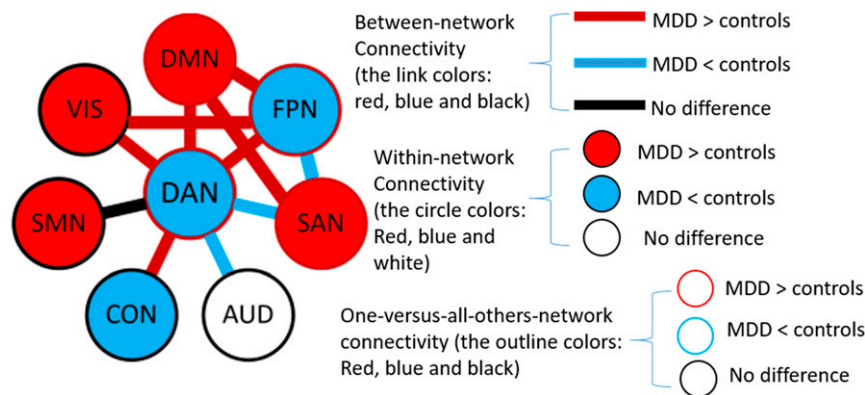 DMN
VIS
FPN
DAN
SMN
SAN
CON
AUD
Between-network
Connectivity
(the link colors:
red, blue and black)
MDD > controls
MDD < controls
No difference
Within-network
Connectivity
(the circle colors:
Red, blue and
white)
MDD > controls
MDD < controls
No difference
One-versus-all-others-network
connectivity (the outline colors:
Red, blue and black)
MDD > controls
MDD < controls
No difference